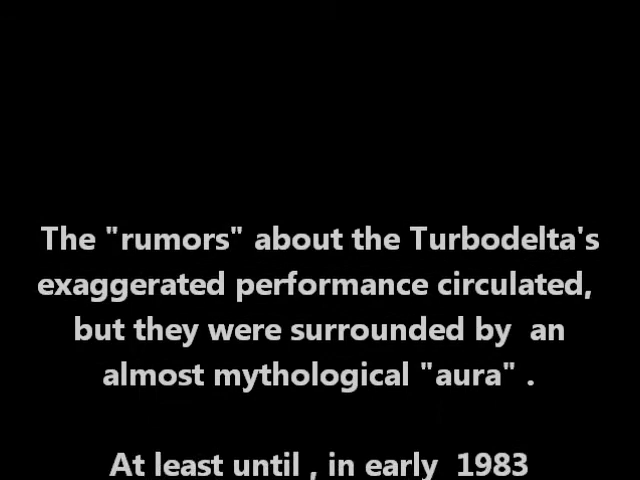 The "rumors" about the Turbodelta's
exaggerated performance circulated,
but they were surrounded by  an
almost mythological "aura" .
At least until , in early  1983